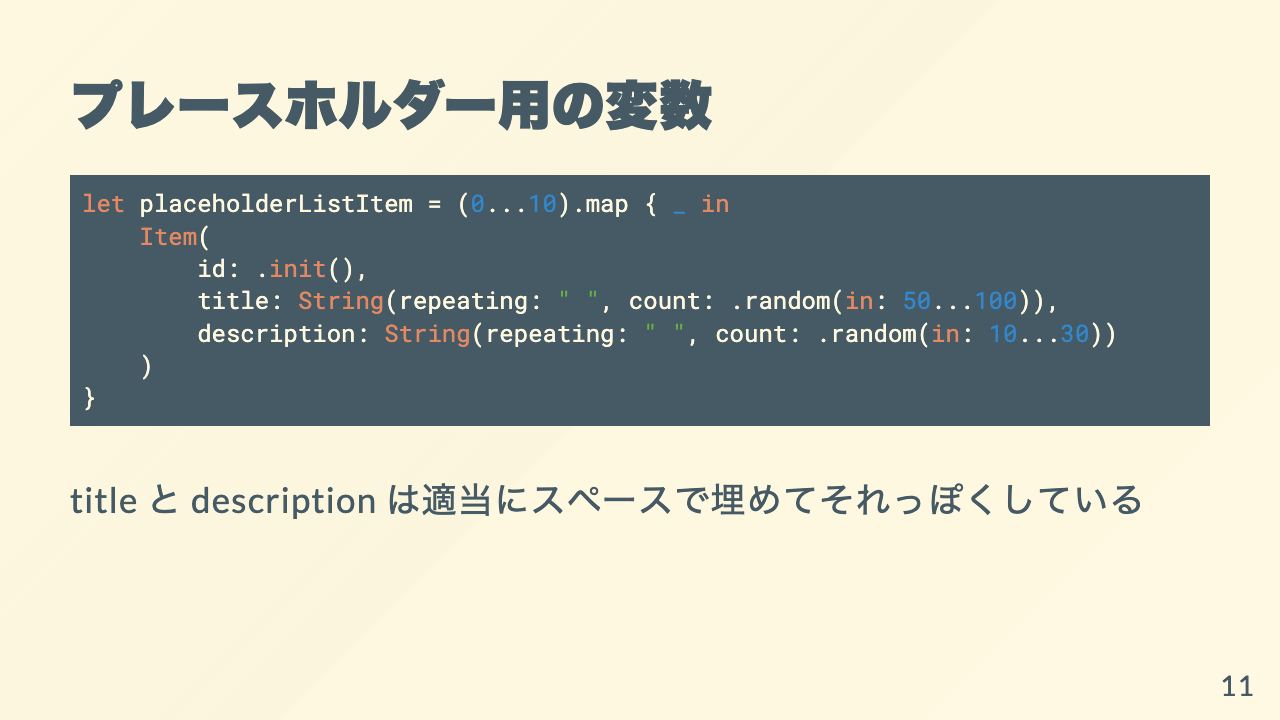 プレースホルダー用の変数
let placeholderListItem = (0...10).map { _ in
    Item(
        id: .init(),
        title: String(repeating: " ", count: .random(in: 50...100)),
        description: String(repeating: " ", count: .random(in: 10...30))
    )
}
title と description は適当にスペースで埋めてそれっぽくしている
11